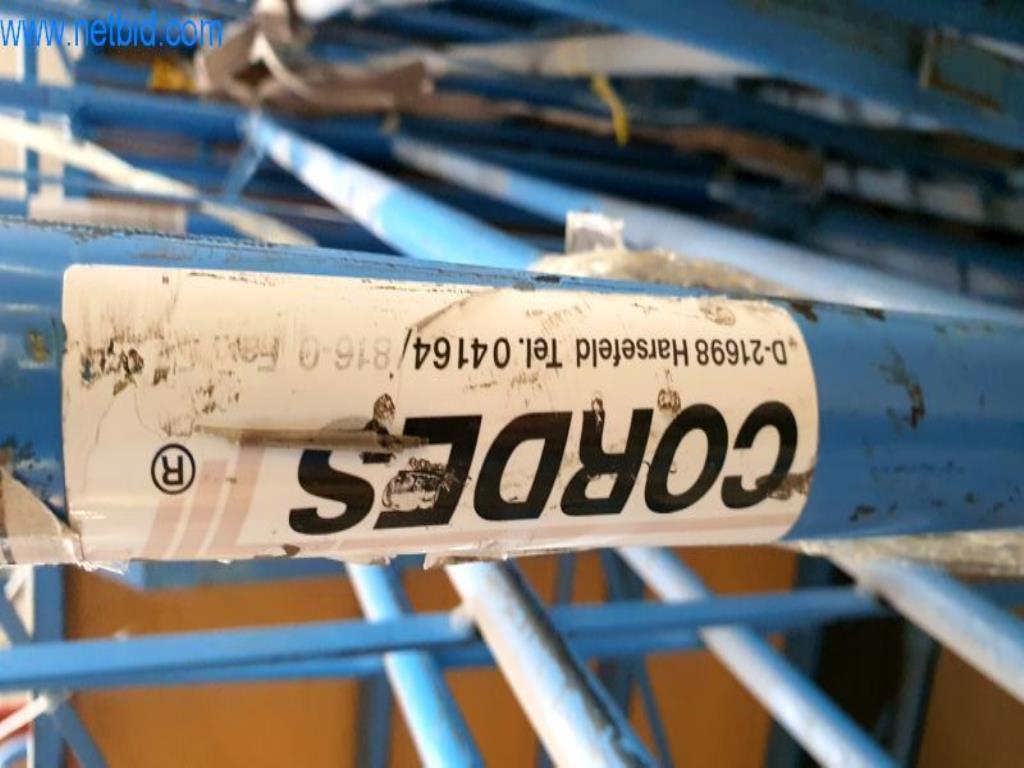 www.netbid.com
CORDES ®
D-21698 Harsefeld Tel. 04164/816-0